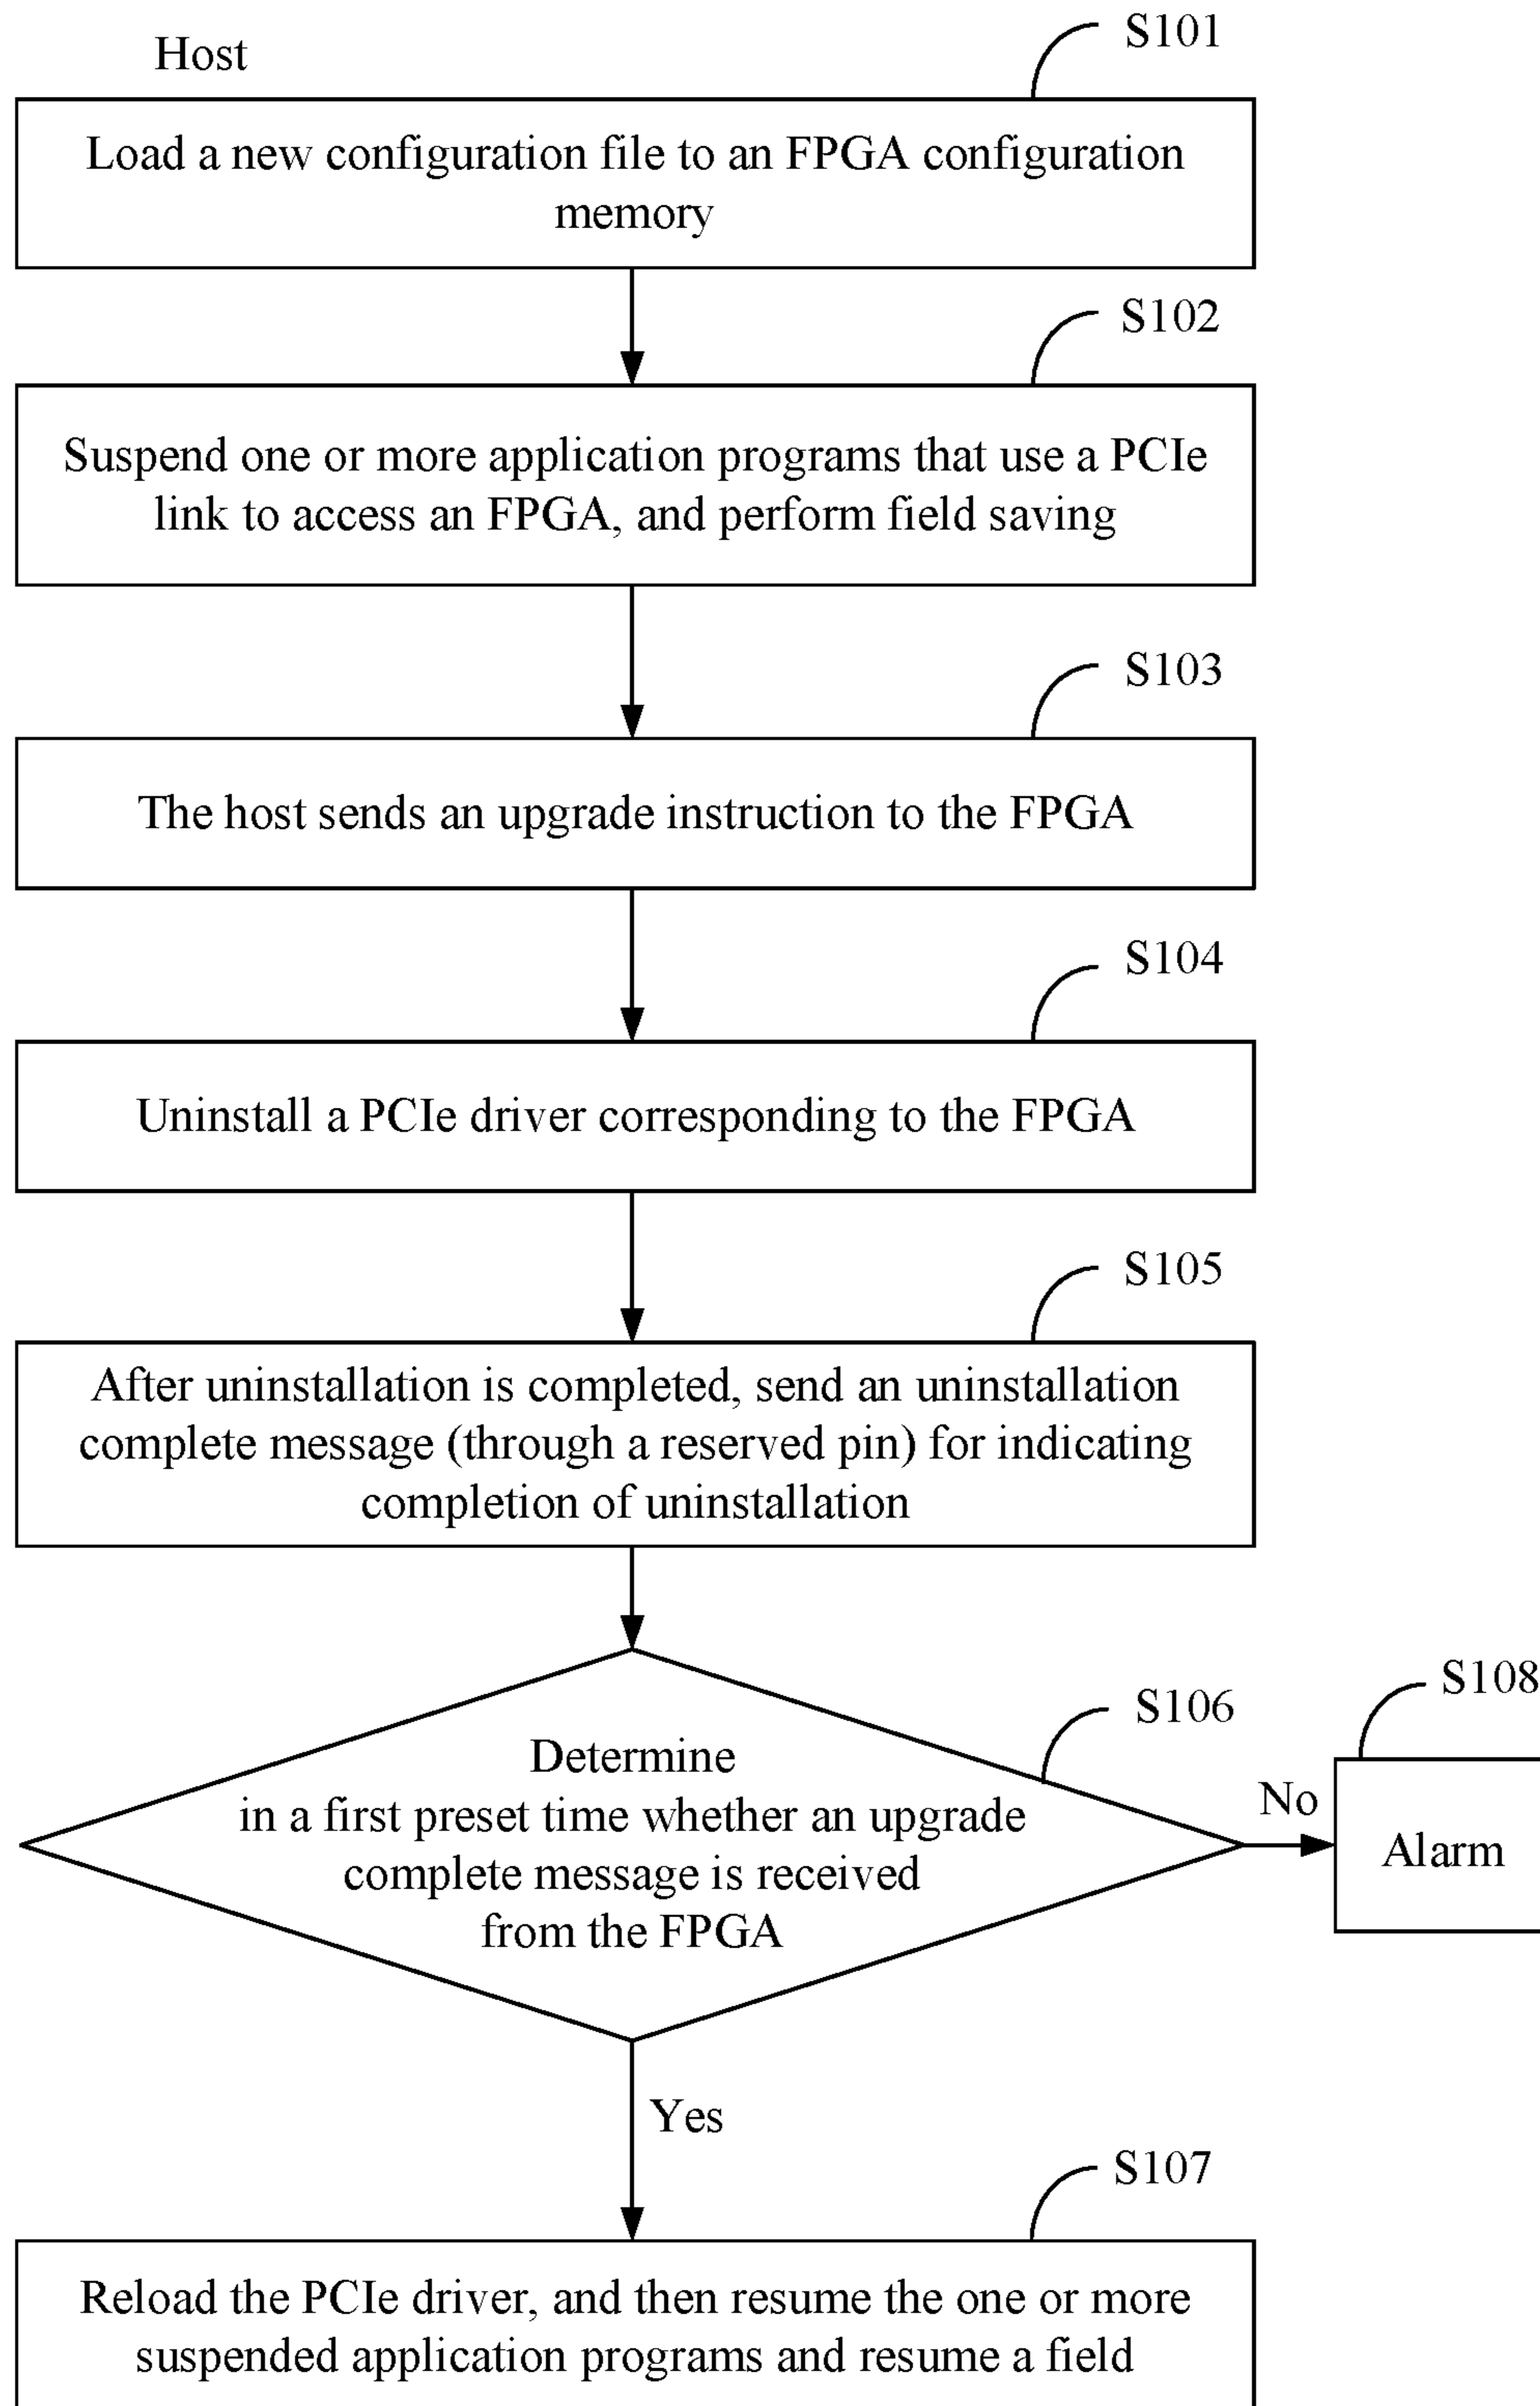 Host
S101
Load a new configuration file to an FPGA configuration
memory
S102
Suspend one or more application programs that use a PCIe
link to access an FPGA, and perform field saving
S103
The host sends an upgrade instruction to the FPGA
S104
Uninstall a PCIe driver corresponding to the FPGA
S105
After uninstallation is completed, send an uninstallation
complete message (through a reserved pin) for indicating
completion of uninstallation
S106
Determine
in a first preset time whether an upgrade
complete message is received
from the FPGA
No
S108
Alarm
Yes
S107
Reload the PCIe driver, and then resume the one or more
suspended application programs and resume a field